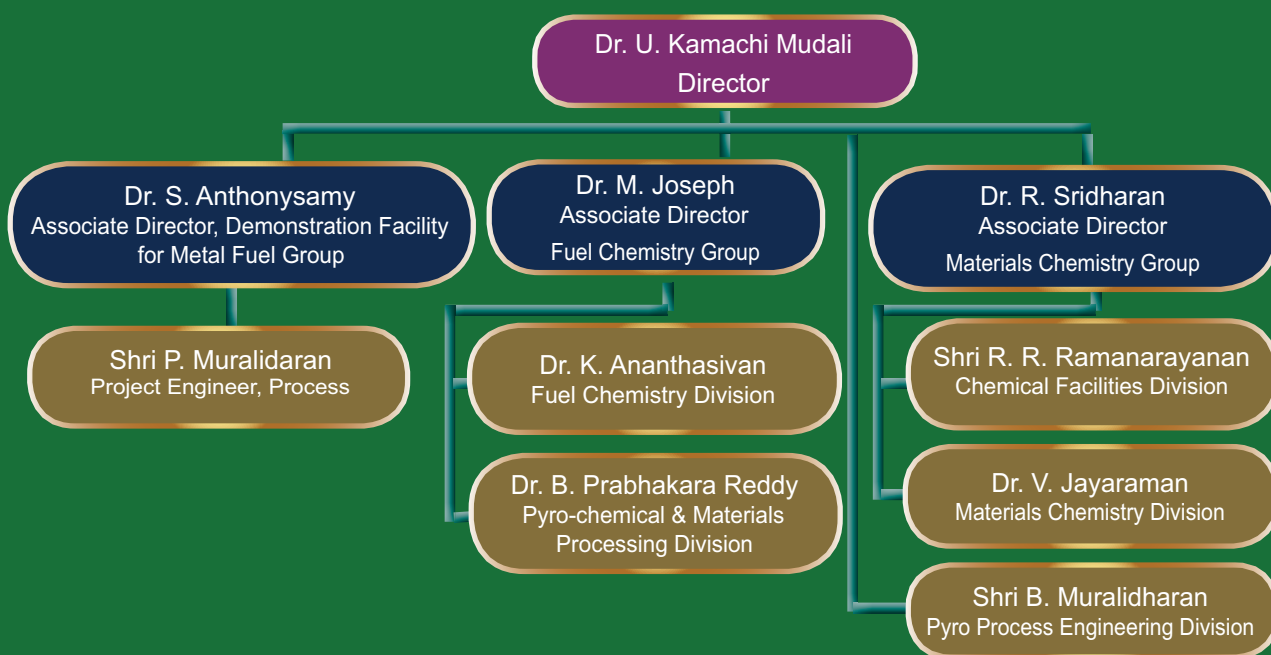 Dr. U. Kamachi Mudali
Director
Dr. S. Anthonysamy
Associate Director, Demonstration Facility
for Metal Fuel Group
Dr. M. Joseph
Associate Director
Fuel Chemistry Group
Dr. R. Sridharan
Associate Director
Materials Chemistry Group
Shri P. Muralidaran
Project Engineer, Process
Dr. K. Ananthasivan
Fuel Chemistry Division
Shri R. R. Ramanarayanan
Chemical Facilities Division
Dr. B. Prabhakara Reddy
Pyro-chemical & Materials
Processing Division
Dr. V. Jayaraman
Materials Chemistry Division
Shri B. Muralidharan
Pyro Process Engineering Division